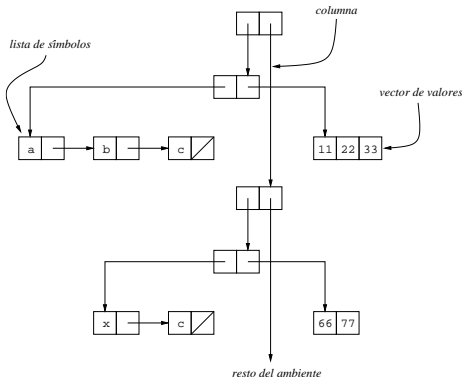 columna
lista de símbolos
vector de valores
a b c
11 22 33
x c
66 77
resto del ambiente